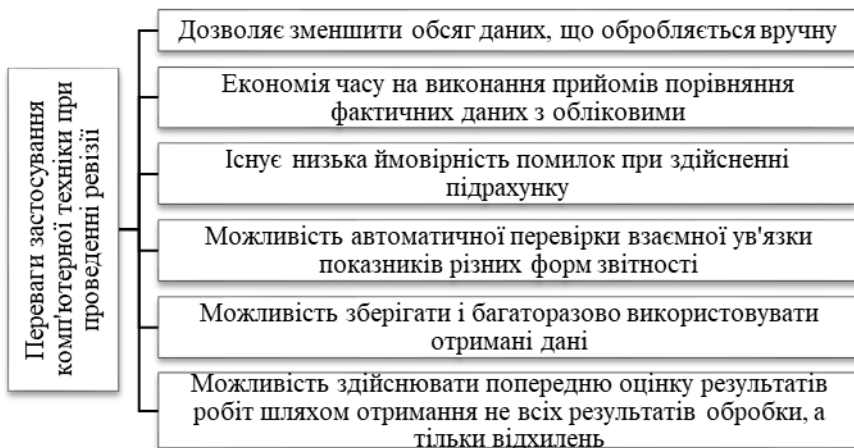 Переваги застосування
комп'ютерної техніки при
проведенні ревізії
Дозволяє зменшити обсяг даних, що обробляється вручну
Економія часу на виконання прийомів порівняння
фактичних даних з обліковими
Існує низька ймовірність помилок при здійсненні
підрахунку
Можливість автоматичної перевірки взаємної ув'язки
показників різних форм звітності
Можливість зберігати і багаторазово використовувати
отримані дані
Можливість здійснювати попередню оцінку результатів
робіт шляхом отримання не всіх результатів обробки, а
тільки відхилень